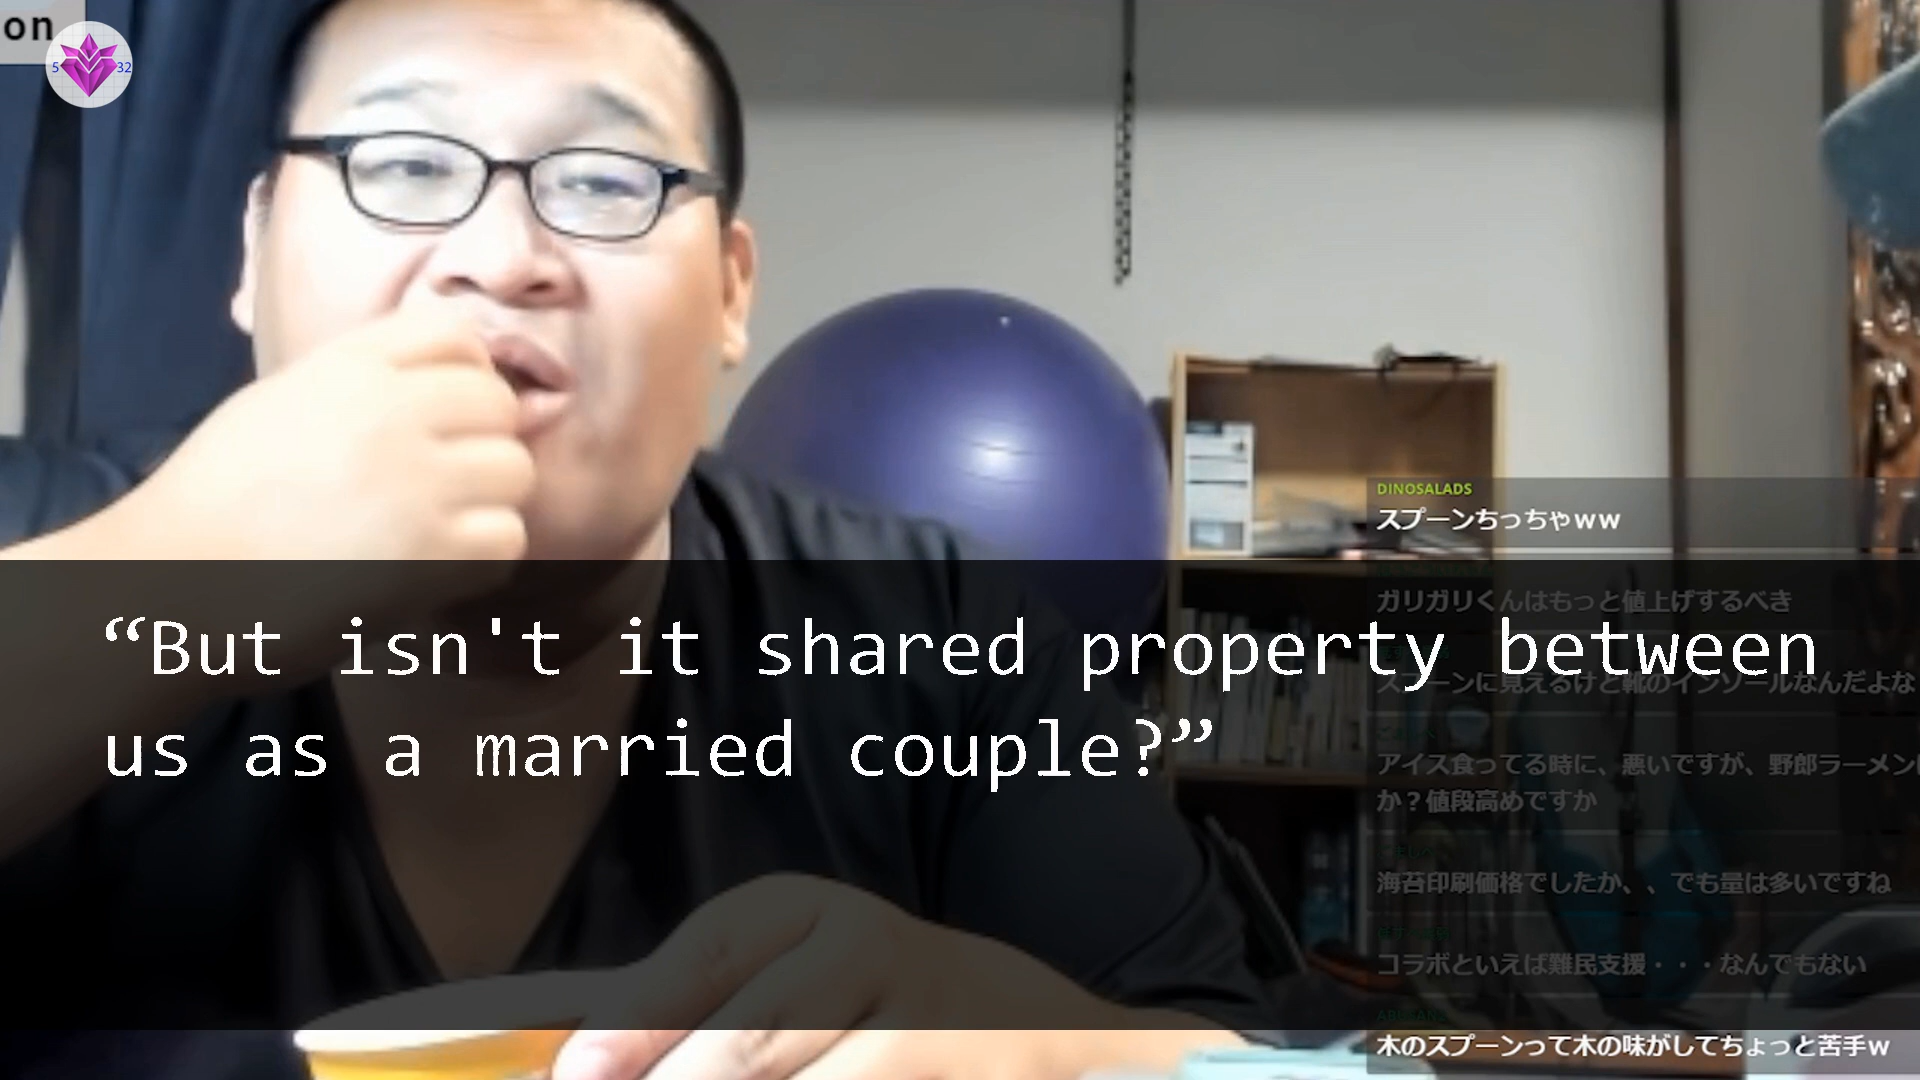 on
5 32
DINOSALADS
スプーンちっちゃww
ガリガリくんはもっと値上げするべき
“But isn't it shared property between
us as a married couple?”
スプーンに見えるけど靴のインソールなんだよな
アイス食ってる時に、悪いですが、野郎ラーメン
か？値段高めですか
海苔印刷価格でしたか、、でも量は多いですね
コラボといえば難民支援・・・なんでもない
木のスプーンって木の味がしてちょっと苦手w